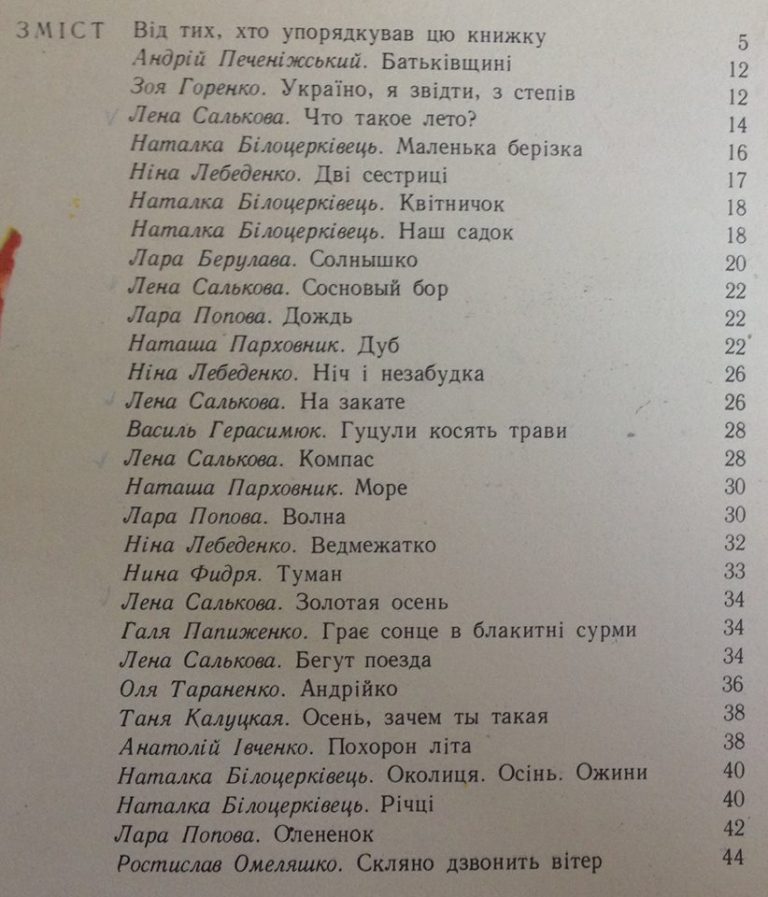 ЗМІСТ Від тих, хто упорядкував цю книжку 5
Андрій Печеніжський. Батьківщині 12
Зоя Горенко. Україно, я звідти, з степів 12
Лена Салькова. Что такое лето? 14
Наталка Білоцерківець. Маленька берізка 16
Ніна Лебеденко. Дві сестриці 17
Наталка Білоцерківець. Квітничок 18
Наталка Білоцерківець. Наш садок 18
Лара Берулава. Солнышко 20
Лена Салькова. Сосновый бор 22
Лара Попова. Дождь 22
Наташа Парховник. Дуб 22
Ніна Лебеденко. Ніч і незабудка 26
Лена Салькова. На закате 26
Василь Герасимюк. Гуцули косять трави 28
Лена Салькова. Компас 28
Наташа Парховник. Море 30
Лара Попова. Волна 30
Ніна Лебеденко. Ведмежатко 32
Нина Фидря. Туман 33
Лена Салькова. Золотая осень 34
Галя Папиженко. Грає сонце в блакитні сурми 34
Лена Салькова. Бегут поезда 34
Оля Тараненко. Андрійко 36
Таня Калуцкая. Осень, зачем ты такая 38
Анатолій Івченко. Похорон літа 38
Наталка Білоцерківець. Околиця. Осінь. Ожини 40
Наталка Білоцерківець. Річці 40
Лара Попова. Олененок 42
Ростислав Омеляшко. Скляно дзвонить вітер 44